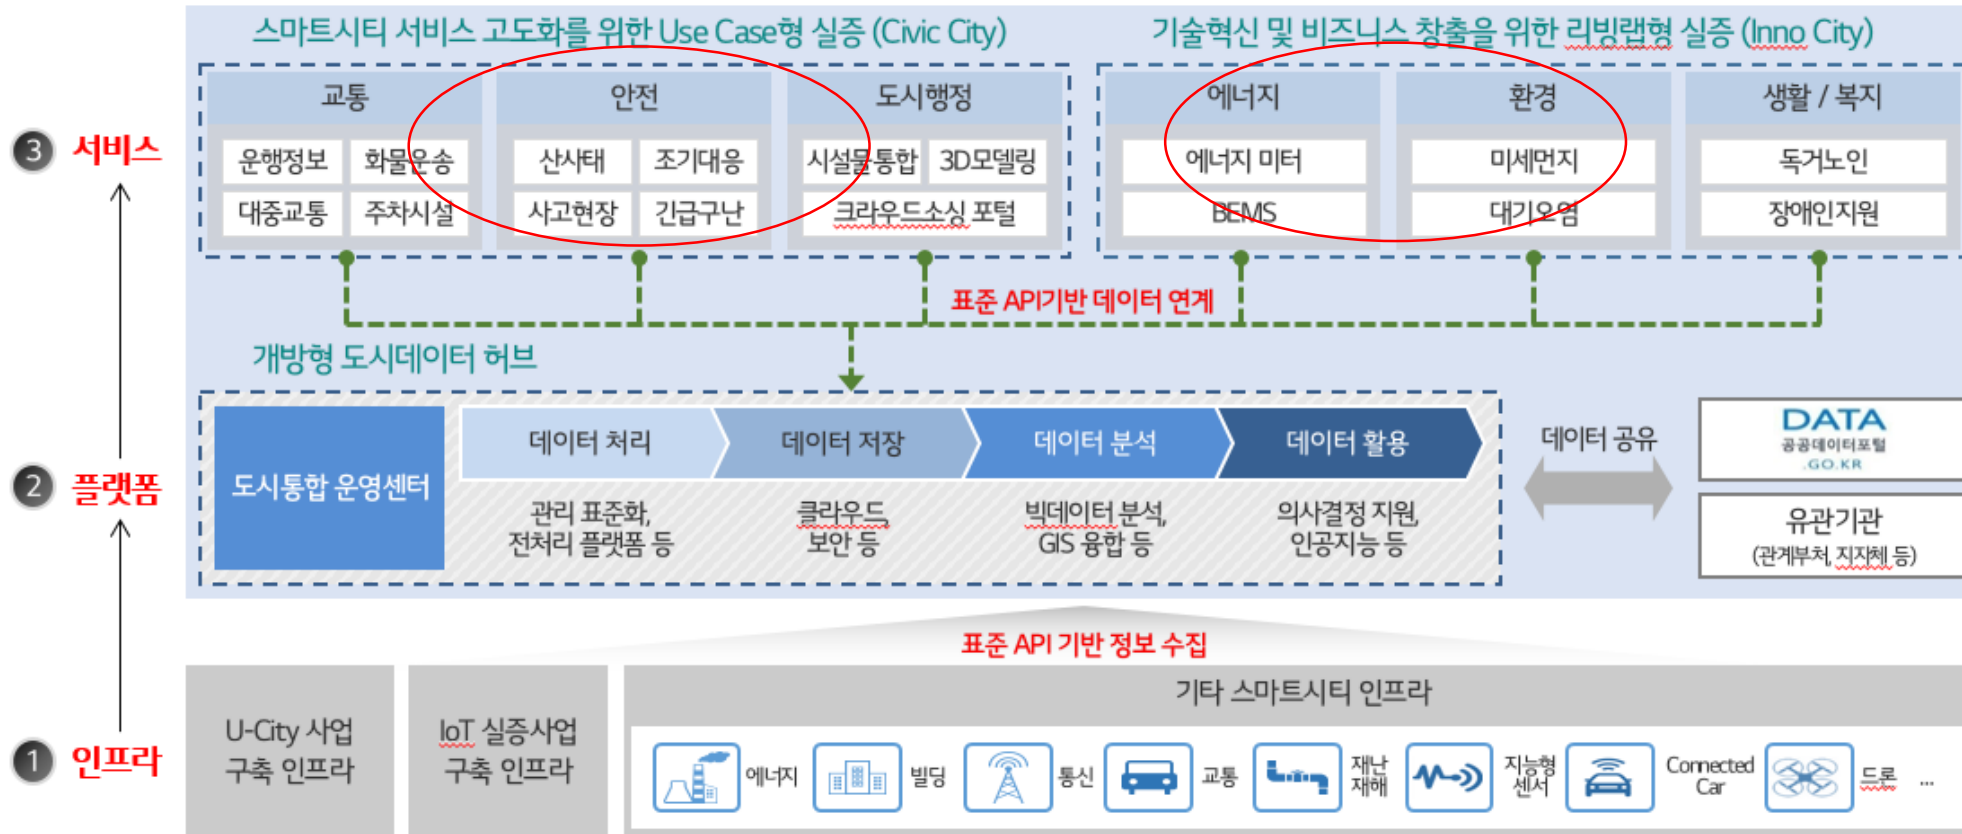 스마트시티 서비스 고도화를 위한 Use Case형 실증 (Civic City)
기술혁신 및 비즈니스 창출을 위한 리빙랩형 실증 (Inno City)
3 서비스
교통
안전
도시행정
에너지
환경
생활 / 복지
운행정보
화물운송
산사태
조기대응
시설물통합
3D모델링
에너지 미터
미세먼지
독거노인
대중교통
주차시설
사고현장
긴급구난
크라우드소싱 포털
BEMS
대기오염
장애인지원
표준 API기반 데이터 연계
개방형 도시데이터 허브
2 플랫폼
도시통합 운영센터
데이터 처리
데이터 저장
데이터 분석
데이터 활용
관리 표준화,
전처리 플랫폼 등
클라우드,
보안 등
빅데이터 분석,
GIS 융합 등
의사결정 지원,
인공지능 등
데이터 공유
DATA
공공데이터포털
.GO.KR
유관기관
(관계부처, 지자체 등)
표준 API 기반 정보 수집
1 인프라
U-City 사업
구축 인프라
IoT 실증사업
구축 인프라
기타 스마트시티 인프라
에너지
빌딩
통신
교통
재난
재해
지능형
센서
Connected
Car
드론
...